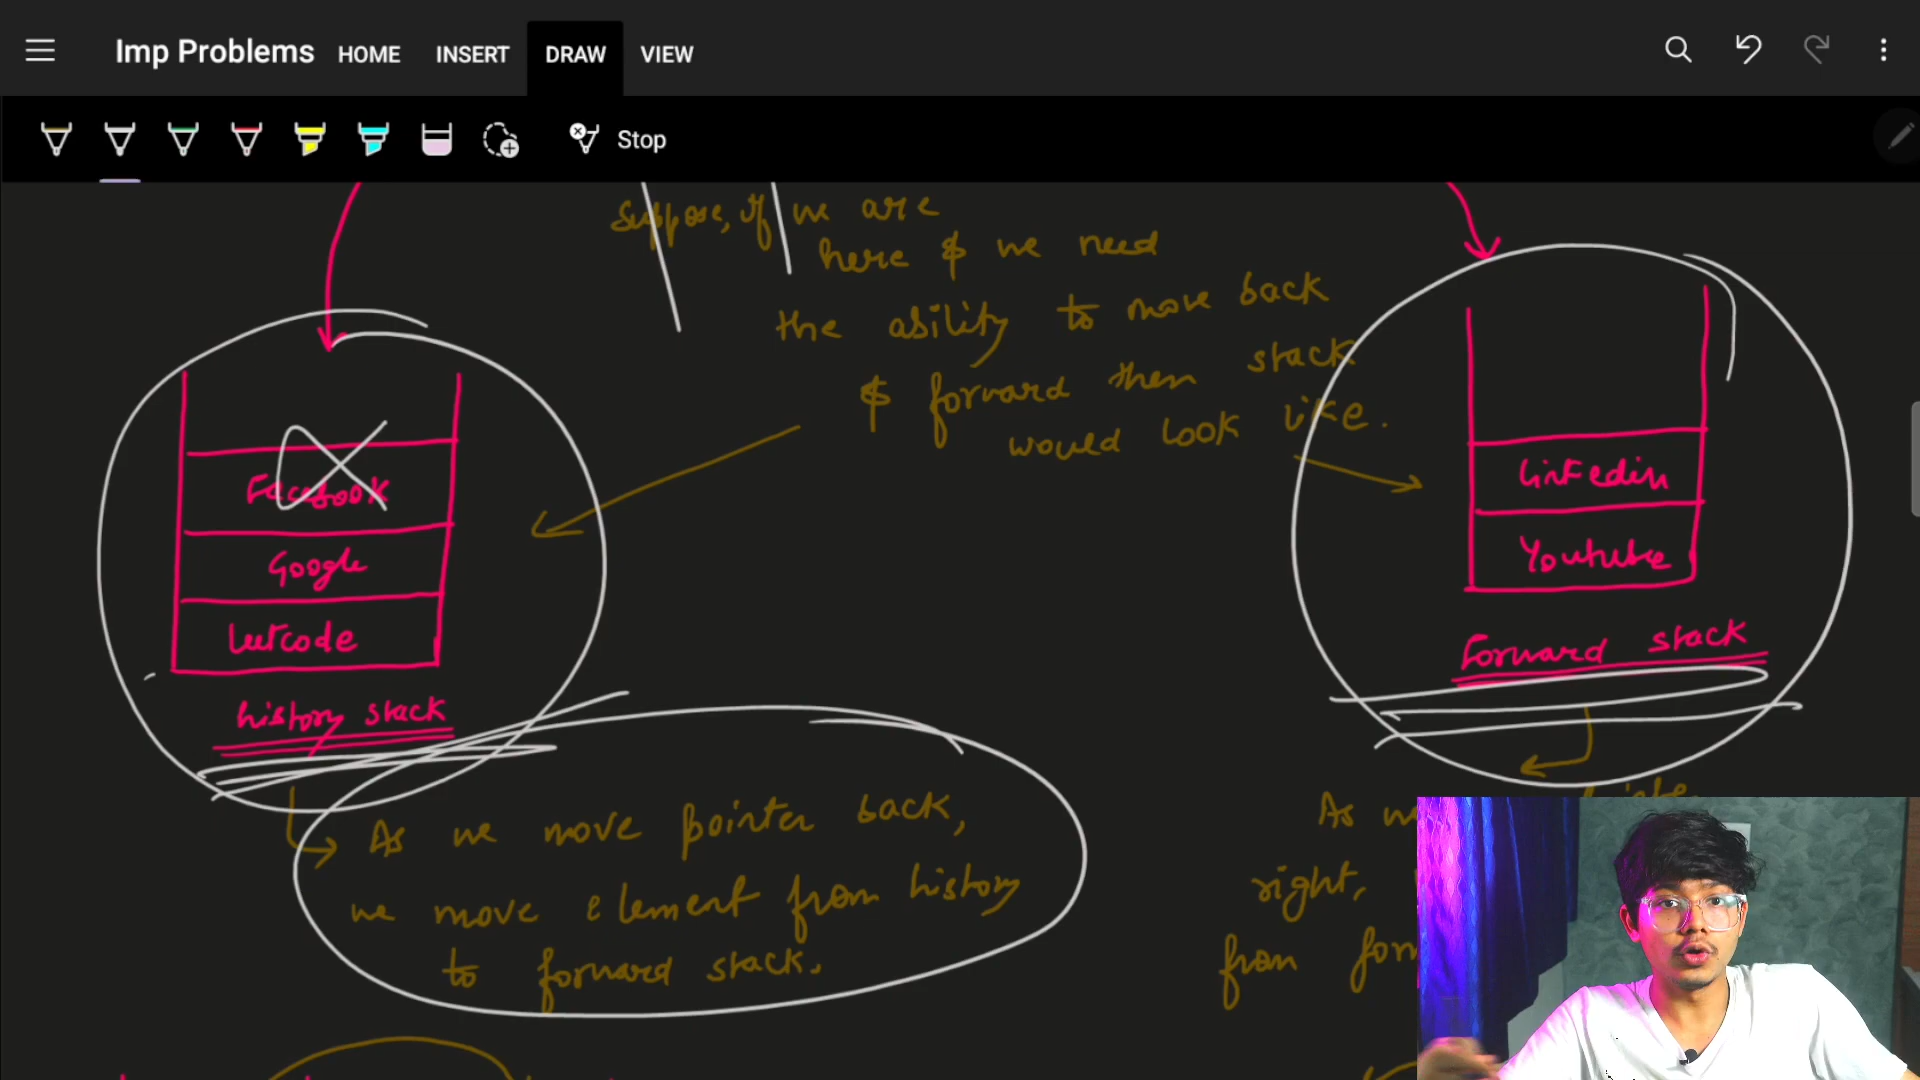 Imp Problems HOME INSERT DRAW VIEW
Stop
Suppose, if we are
here & we need
the ability to move back
& forward then stack
would look like.
Facebook
Google
Leetcode
history stack
Linkedin
Youtube
Forward stack
→ As we move pointer back,
we move element from history
to forward stack.
As we
right,
from for